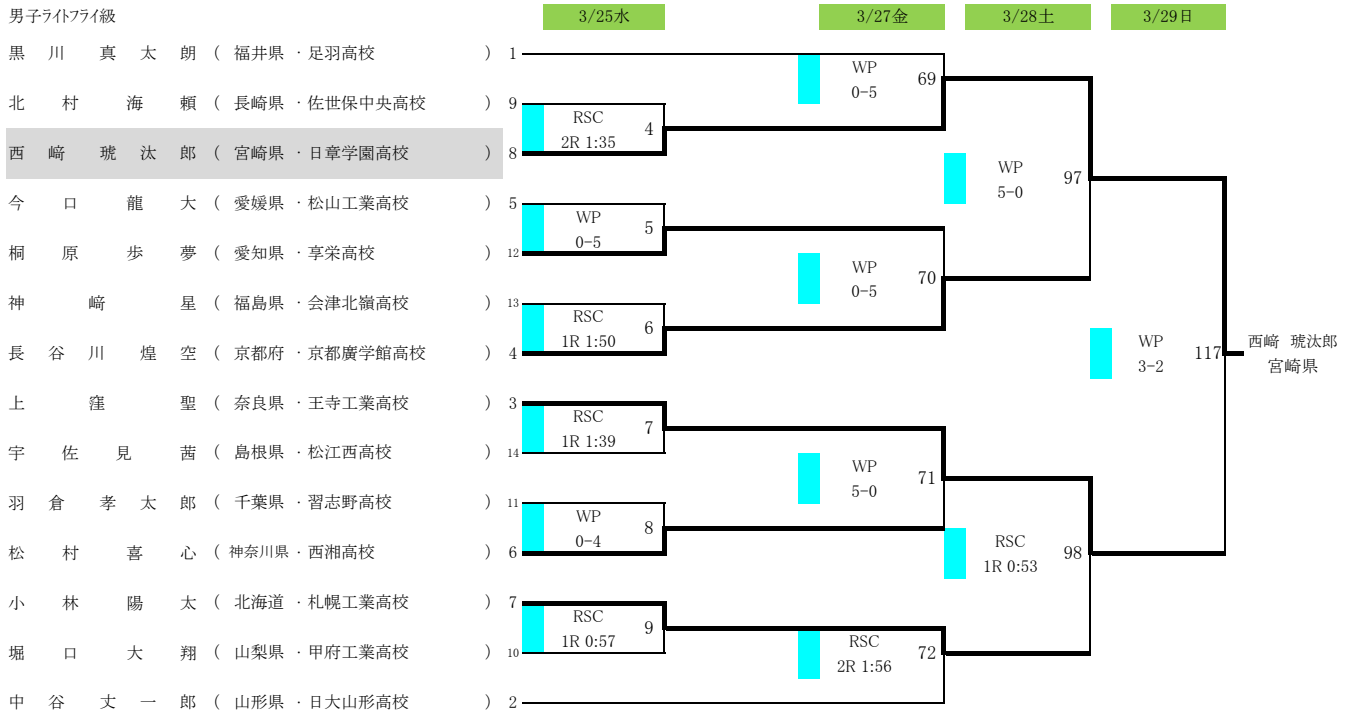 男子ライトフライ級 3/25水 3/27金 3/28土 3/29日
黒川真太朗 ( 福井県 ・足羽高校 ) 1
WP 69
0-5
北村海頼 ( 長崎県 ・佐世保中央高校 ) 9
RSC 4
2R 1:35
西﨑琥汰郎 ( 宮崎県 ・日章学園高校 ) 8
WP 97
5-0
今口龍大 ( 愛媛県 ・松山工業高校 ) 5
WP 5
0-5
桐原歩夢 ( 愛知県 ・享栄高校 ) 12
WP 70
0-5
神﨑星 ( 福島県 ・会津北嶺高校 ) 13
RSC 6
1R 1:50
長谷川煌空 ( 京都府 ・京都廣学館高校 ) 4
WP 117
3-2
西﨑 琥汰郎
宮崎県
上窪聖 ( 奈良県 ・王寺工業高校 ) 3
RSC 7
1R 1:39
宇佐見茜 ( 島根県 ・松江西高校 ) 14
WP 71
5-0
羽倉孝太郎 ( 千葉県 ・習志野高校 ) 11
WP 8
0-4
松村喜心 ( 神奈川県 ・西湘高校 ) 6
RSC 98
1R 0:53
小林陽太 ( 北海道 ・札幌工業高校 ) 7
RSC 9
1R 0:57
堀口大翔 ( 山梨県 ・甲府工業高校 ) 10
RSC 72
2R 1:56
中谷丈一郎 ( 山形県 ・日大山形高校 ) 2